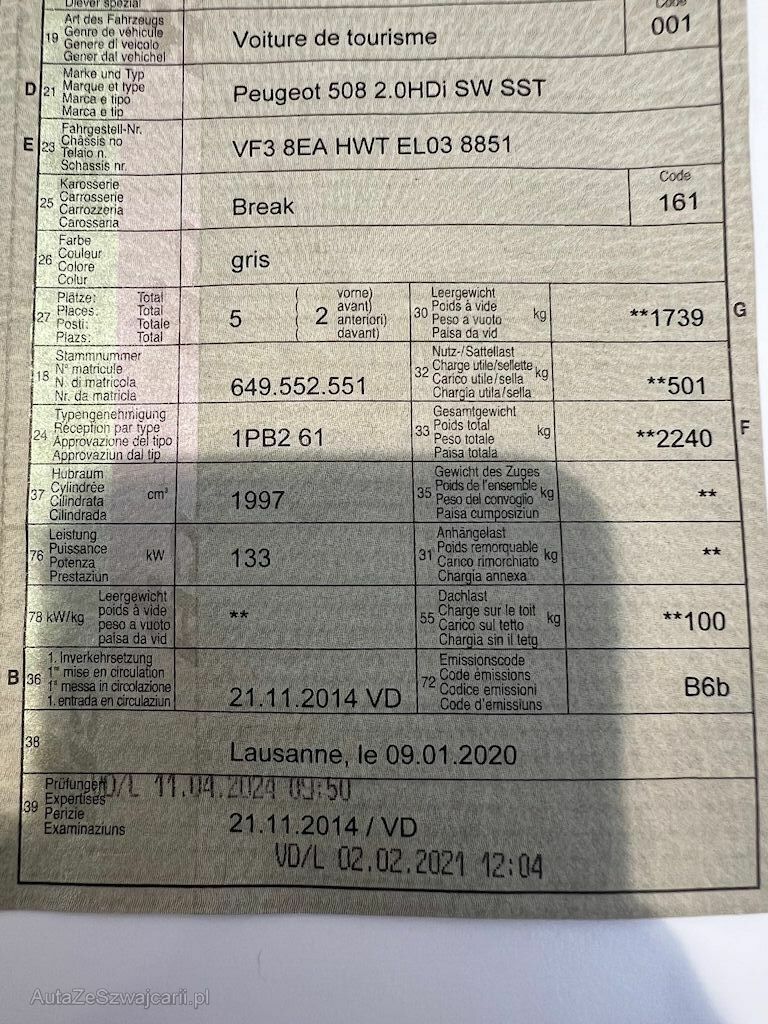 Diever spezial
Code
19
Art des Fahrzeugs
Genre de véhicule
Genere di veicolo
Gener dal vehichel
Voiture de tourisme
001
D
21
Marke und Typ
Marque et type
Marca e tipo
Marca e tip
Peugeot 508 2.0HDi SW SST
E
23
Fahrgestell-Nr.
Châssis no
Telaio n.
Schassis nr.
VF3 8EA HWT EL03 8851
25
Karosserie
Carrosserie
Carrozzeria
Carossaria
Break
Code
161
26
Farbe
Couleur
Colore
Colur
gris
27
Plätze: Total
Places: Total
Posti: Totale
Plazs: Total
5
( vorne)
( avant)
2 anteriori)
( davant)
30
Leergewicht
Poids à vide
Peso a vuoto
Paisa da vid
kg
**1739
G
18
Stammnummer
N° matricule
N. di matricola
Nr. da matricla
649.552.551
32
Nutz-/Sattellast
Charge utile/sellette
Carico utile/sella
Chargia utila/sella
kg
**501
24
Typengenehmigung
Réception par type
Approvazione del tipo
Approvaziun dal tip
1PB2 61
33
Gesamtgewicht
Poids total
Peso totale
Paisa totala
kg
**2240
F
37
Hubraum
Cylindrée
Cilindrata
Cilindrada
cm³
1997
35
Gewicht des Zuges
Poids de l'ensemble
Peso del convoglio
Paisa cumposiziun
kg
**
76
Leistung
Puissance
Potenza
Prestaziun
kW
133
31
Anhängelast
Poids remorquable
Carico rimorchiato
Chargia annexa
kg
**
78 kW/kg
Leergewicht
poids à vide
peso a vuoto
paisa da vid
**
55
Dachlast
Charge sur le toit
Carico sul tetto
Chargia sin il tetg
kg
**100
B
36
1. Inverkehrsetzung
1re mise en circulation
1a messa in circolazione
1. entrada en circulaziun
21.11.2014 VD
72
Emissionscode
Code émissions
Codice emissioni
Code d'emissiuns
B6b
38
Lausanne, le 09.01.2020
39
Prüfungen
Expertises
Perizie
Examinaziuns
VD/L 11.04.2024 09:50
21.11.2014 / VD
VD/L 02.02.2021 12:04
AutaZeSzwajcarii.pl